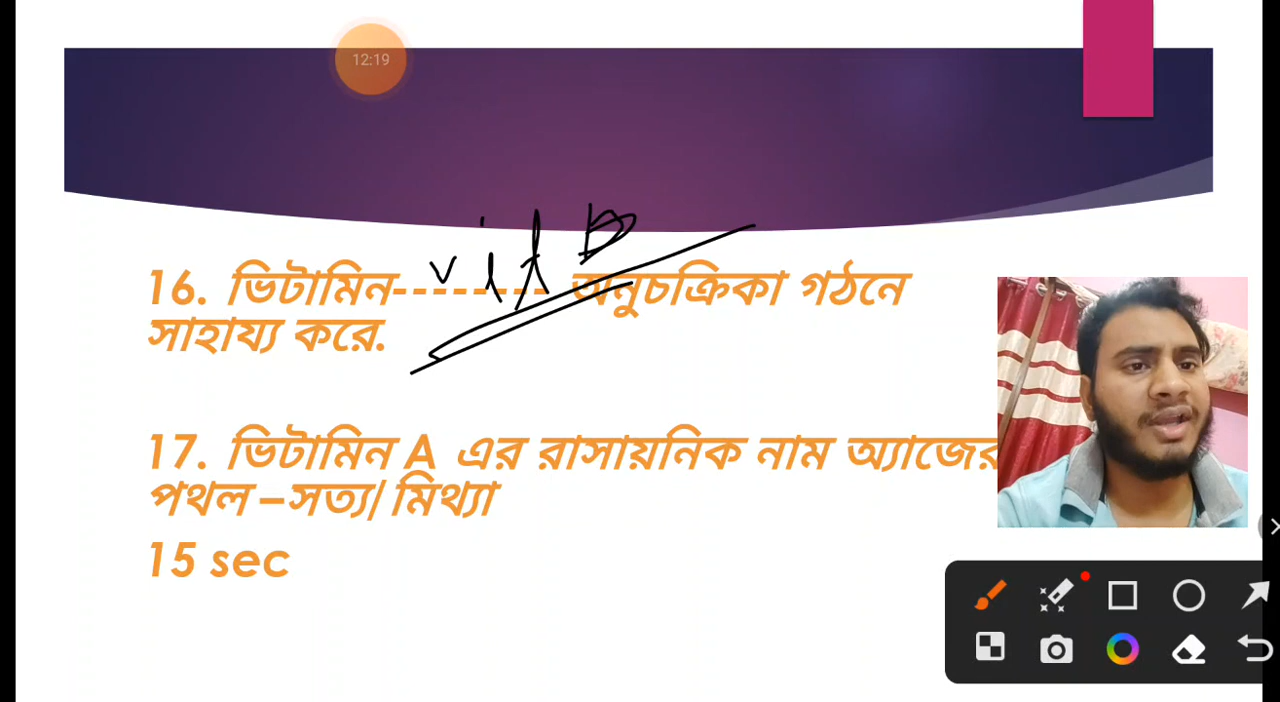 12:19
vit D
16. ভিটামিন--------- অনুচক্রিকা গঠনে
সাহায্য করে.
17. ভিটামিন A এর রাসায়নিক নাম অ্যাজের
পথল –সত্য/ মিথ্যা
15 sec